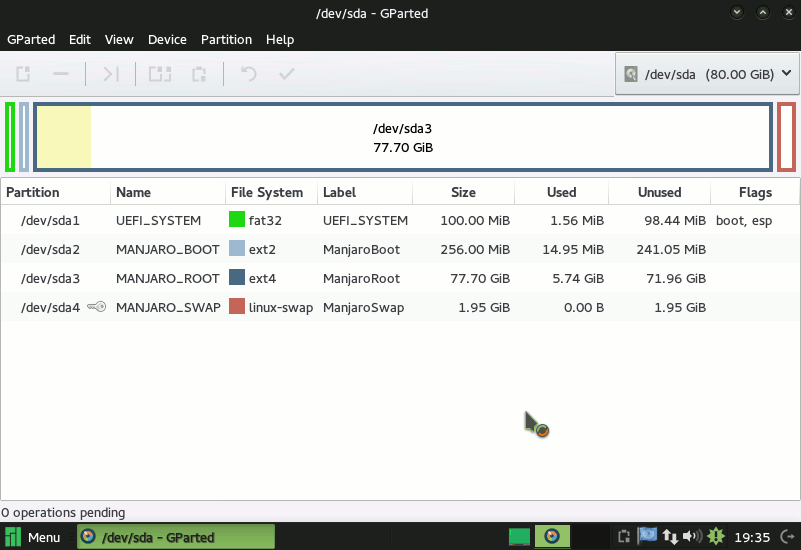 /dev/sda - GParted
GParted Edit View Device Partition Help
/dev/sda (80.00 GiB)
/dev/sda3
77.70 GiB
Partition Name File System Label Size Used Unused Flags
/dev/sda1 UEFI_SYSTEM fat32 UEFI_SYSTEM 100.00 MiB 1.56 MiB 98.44 MiB boot, esp
/dev/sda2 MANJARO_BOOT ext2 ManjaroBoot 256.00 MiB 14.95 MiB 241.05 MiB
/dev/sda3 MANJARO_ROOT ext4 ManjaroRoot 77.70 GiB 5.74 GiB 71.96 GiB
/dev/sda4 MANJARO_SWAP linux-swap ManjaroSwap 1.95 GiB 0.00 B 1.95 GiB
0 operations pending
Menu /dev/sda - GParted 19:35